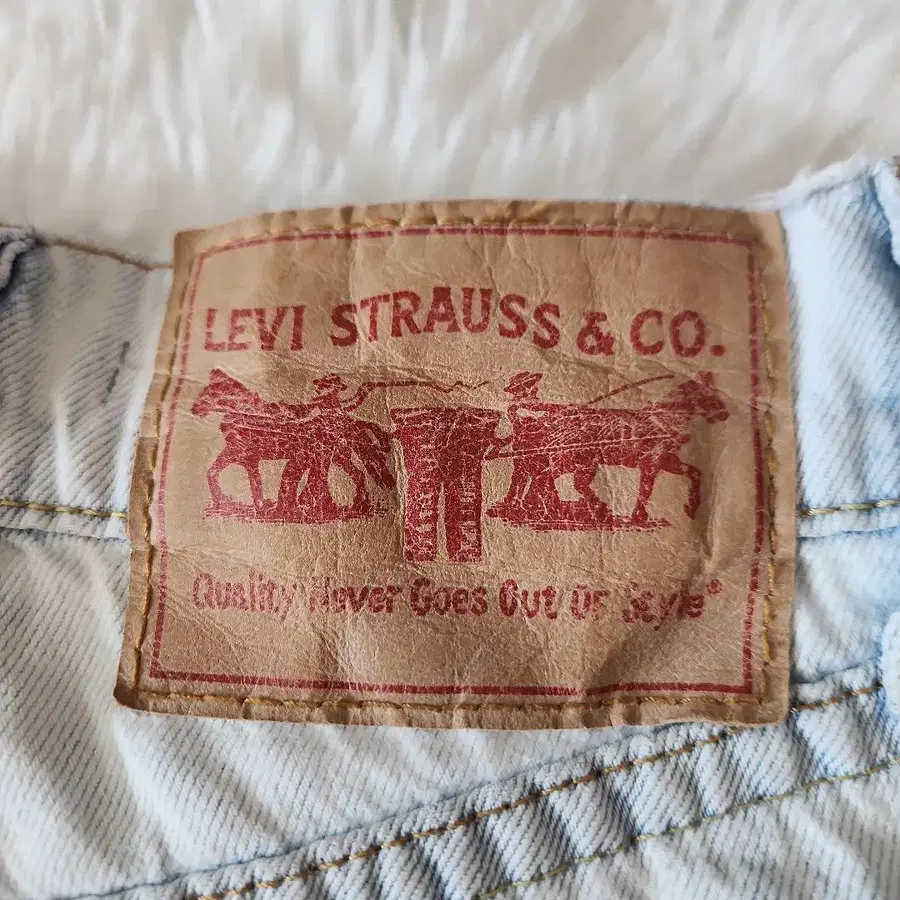 LEVI STRAUSS & CO.
Quality Never Goes Out Of Style®